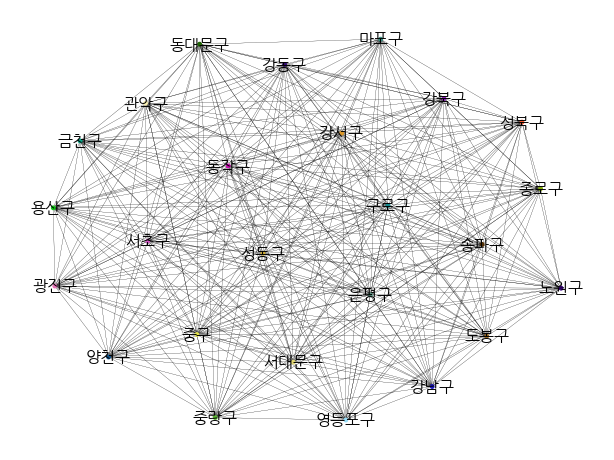 마포구
동대문구
강동구
강북구
관악구
성북구
강서구
금천구
동작구
종로구
구로구
용산구
서초구
송파구
성동구
광진구
노원구
은평구
중구
도봉구
양천구
서대문구
강남구
중랑구
영등포구